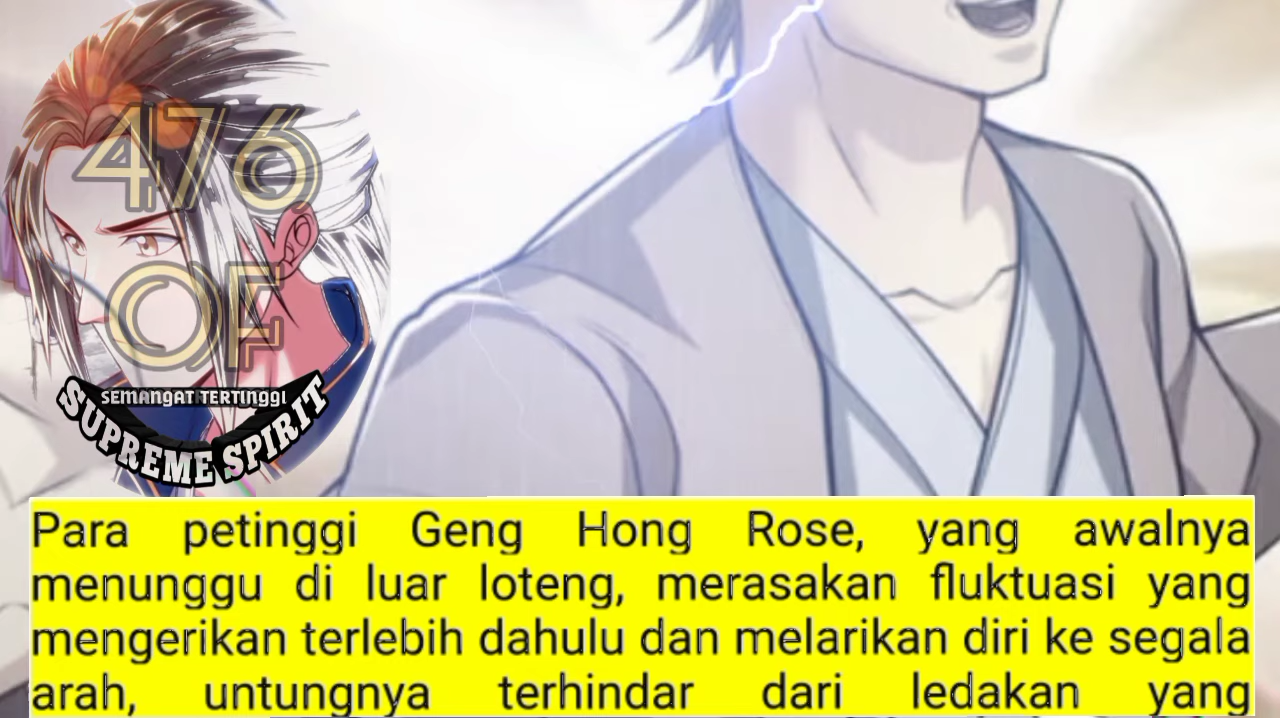 476
OF
SEMANGAT TERTINGGI
SUPREME SPIRIT
Para petinggi Geng Hong Rose, yang awalnya
menunggu di luar loteng, merasakan fluktuasi yang
mengerikan terlebih dahulu dan melarikan diri ke segala
arah, untungnya terhindar dari ledakan yang